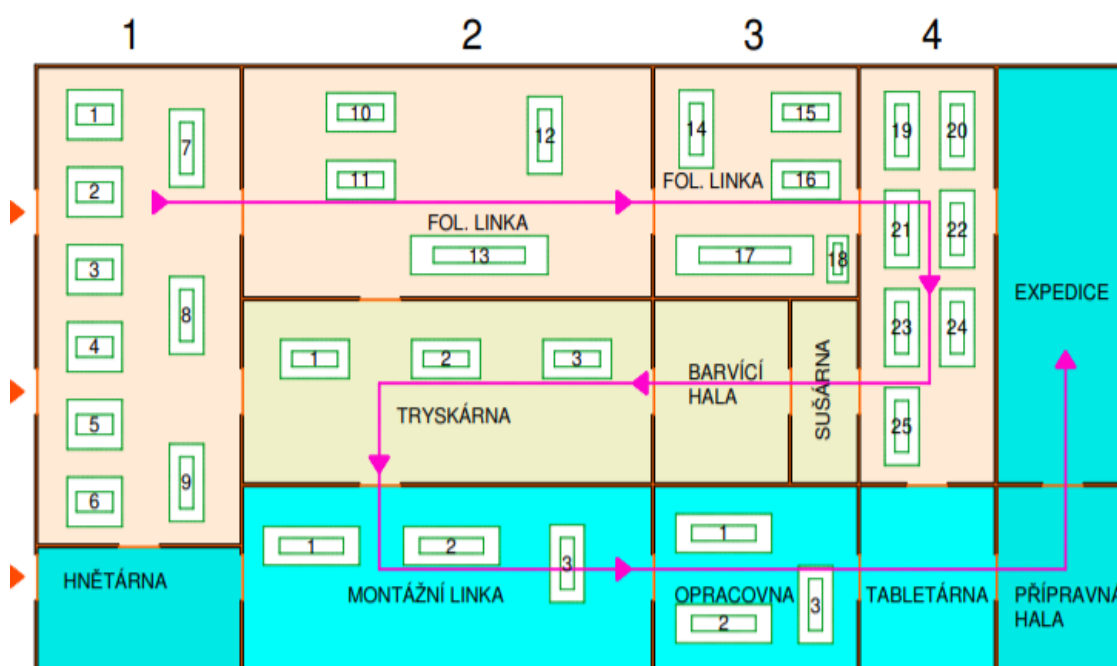 1 2 3 4
1 7 10 12 14 15 19 20
2 11 FOL. LINKA 16
FOL. LINKA 21 22
3 13 17 18
8 EXPEDICE
4 1 2 3 23 24
BARVÍCÍ
HALA
SUŠÁRNA
TRYSKÁRNA
5 25
9
6
1 2 3 1
HNĚTÁRNA MONTÁŽNÍ LINKA OPRACOVNA TABLETÁRNA PŘÍPRAVNÁ
HALA
2 3